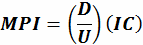 MPI = (D/U) (IC)